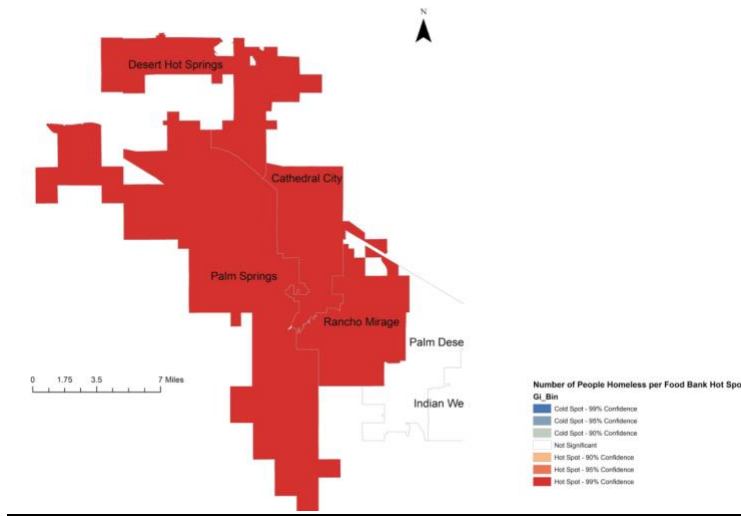 N
Desert Hot Springs
Cathedral City
Palm Springs
Rancho Mirage
Palm Dese
Indian We
0 1.75 3.5 7 Miles
Number of People Homeless per Food Bank Hot Spo
Gi_Bin
Cold Spot - 99% Confidence
Cold Spot - 95% Confidence
Cold Spot - 90% Confidence
Not Significant
Hot Spot - 90% Confidence
Hot Spot - 95% Confidence
Hot Spot - 99% Confidence